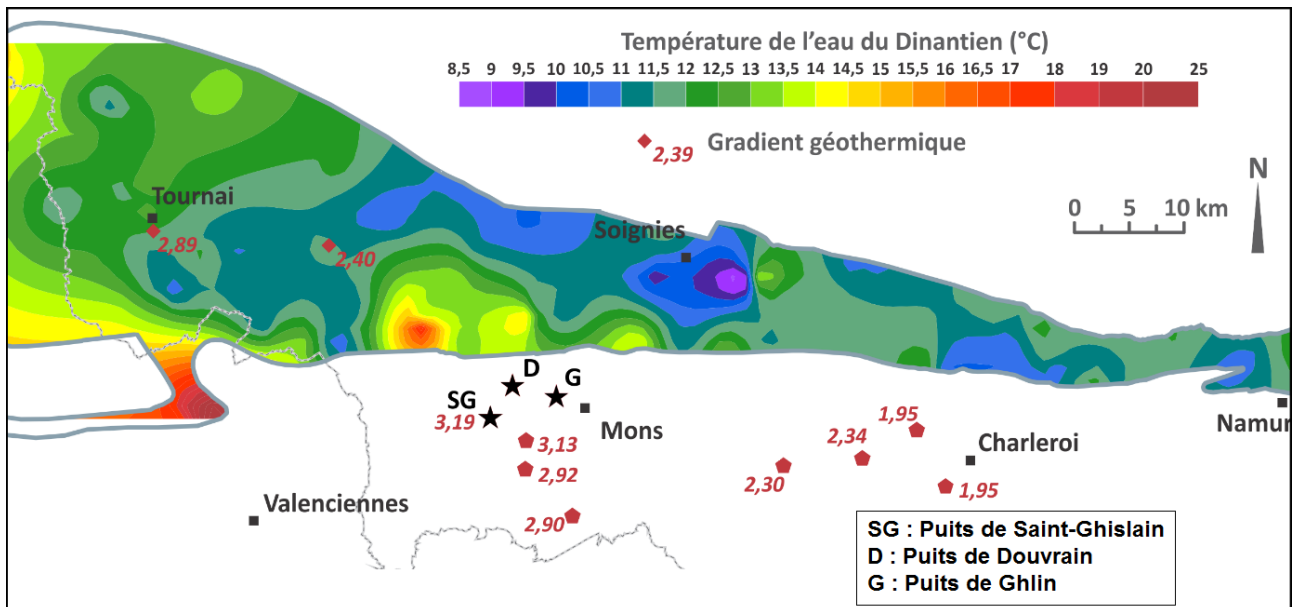 Température de l'eau du Dinantien (°C)
8,5 9 9,5 10 10,5 11 11,5 12 12,5 13 13,5 14 14,5 15 15,5 16 16,5 17 18 19 20 25
2,39 Gradient géothermique
N
0 5 10 km
Tournai
2,89
2,40
Soignies
D
G
SG
3,19
Mons
3,13
2,92
2,90
Valenciennes
1,95
2,34
2,30
Charleroi
1,95
Namur
SG : Puits de Saint-Ghislain
D : Puits de Douvrain
G : Puits de Ghlin